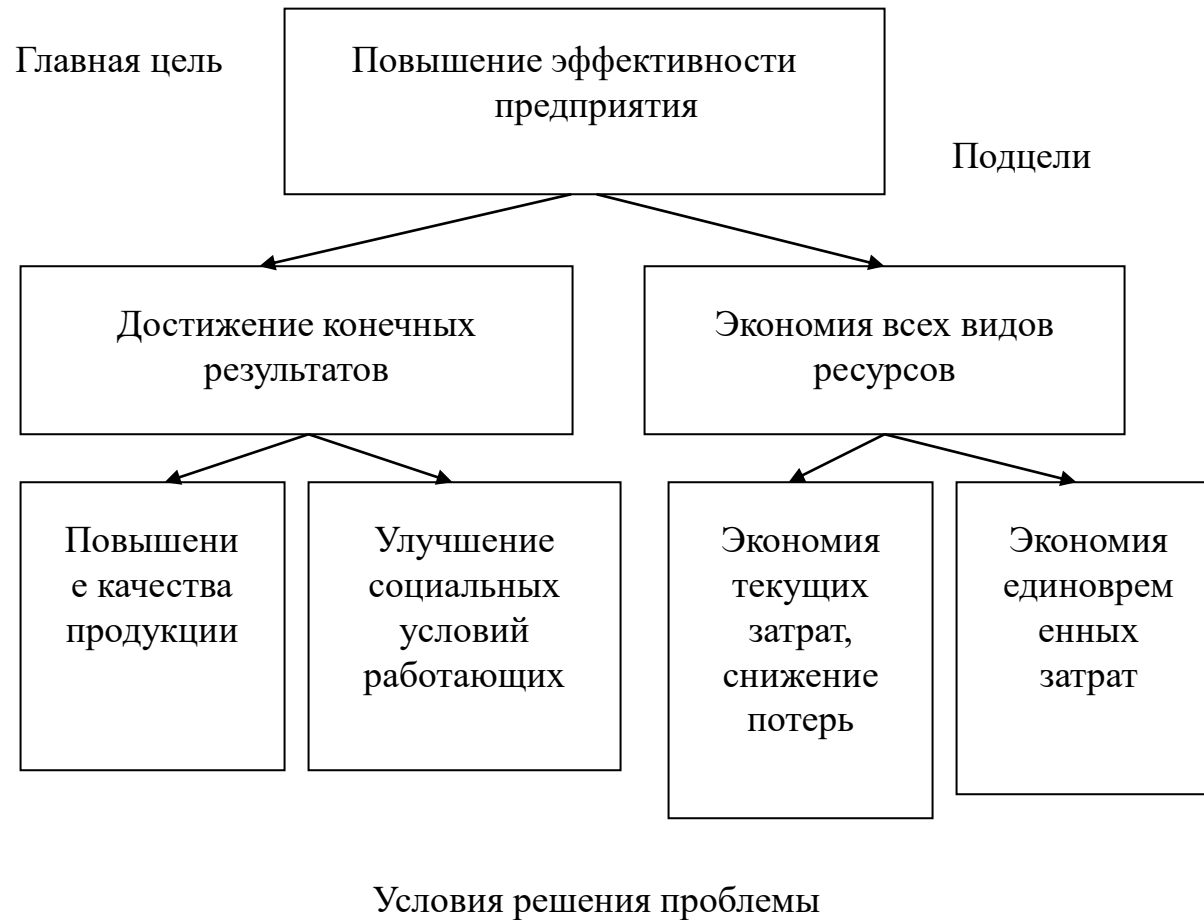 Главная цель
Повышение эффективности
предприятия
Подцели
Достижение конечных
результатов
Экономия всех видов
ресурсов
Повышени
е качества
продукции
Улучшение
социальных
условий
работающих
Экономия
текущих
затрат,
снижение
потерь
Экономия
единоврем
енных
затрат
Условия решения проблемы